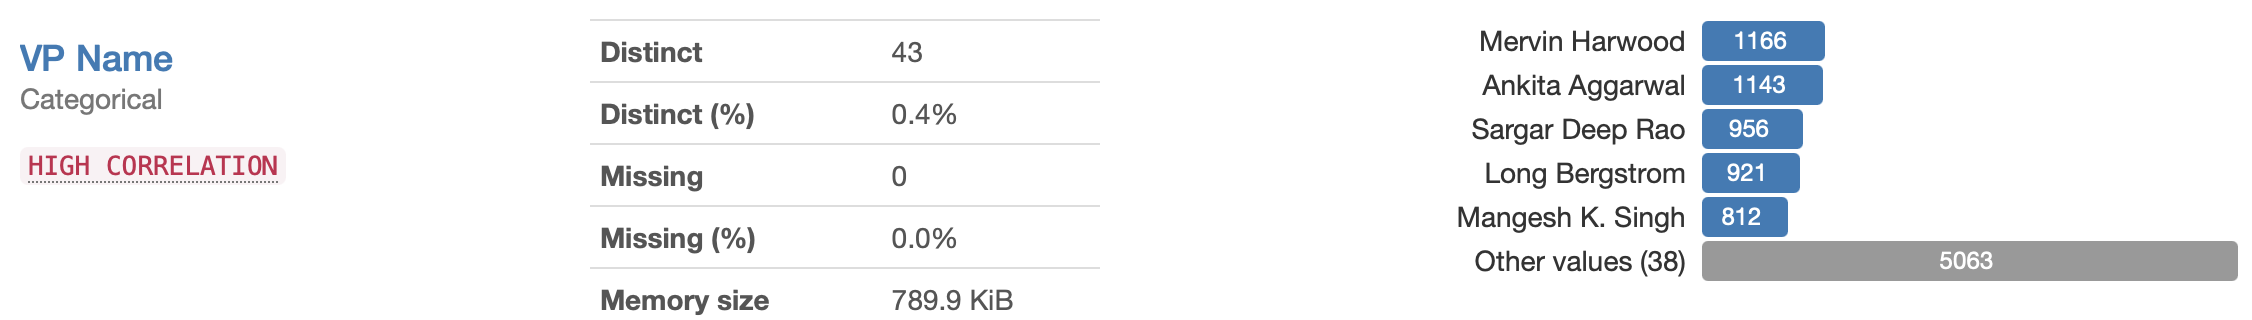 VP Name
Categorical
HIGH CORRELATION
Distinct 43
Distinct (%) 0.4%
Missing 0
Missing (%) 0.0%
Memory size 789.9 KiB
Mervin Harwood 1166
Ankita Aggarwal 1143
Sargar Deep Rao 956
Long Bergstrom 921
Mangesh K. Singh 812
Other values (38) 5063